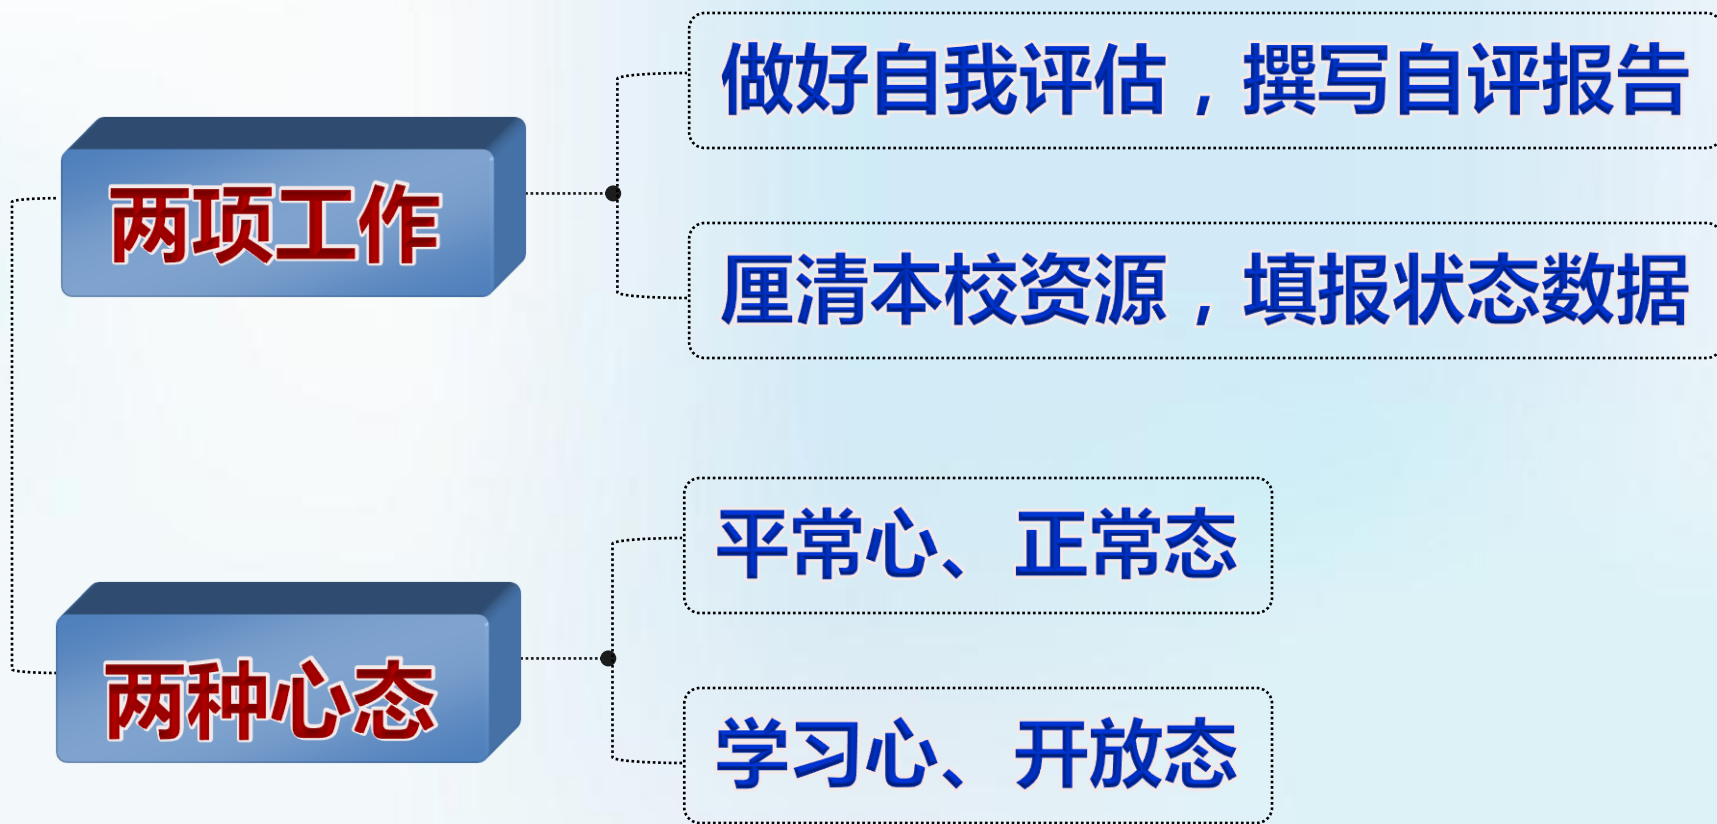 两项工作
做好自我评估，撰写自评报告
厘清本校资源，填报状态数据
两种心态
平常心、正常态
学习心、开放态